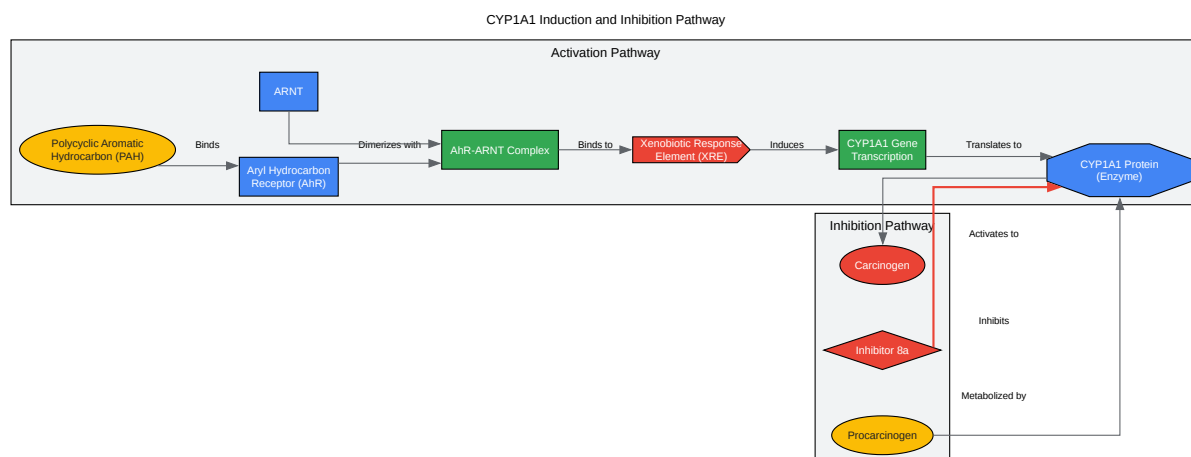 CYP1A1 Induction and Inhibition Pathway
Activation Pathway
ARNT
Polycyclic Aromatic
Hydrocarbon (PAH)
Binds
Aryl Hydrocarbon
Receptor (AhR)
Dimerizes with
AhR-ARNT Complex
Binds to
Xenobiotic Response
Element (XRE)
Induces
CYP1A1 Gene
Transcription
Translates to
CYP1A1 Protein
(Enzyme)
Inhibition Pathway
Activates to
Carcinogen
Inhibits
Inhibitor 8a
Metabolized by
Procarcinogen